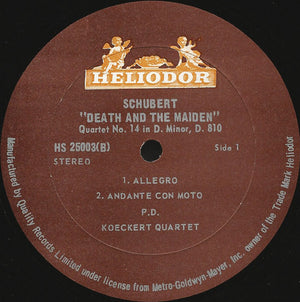 HELIODOR
SCHUBERT
"DEATH AND THE MAIDEN"
Quartet No. 14 in D. Minor, D. 810
HS 25003(B)
Side 1
STEREO
1. ALLEGRO
2. ANDANTE CON MOTO
P.D.
KOECKERT QUARTET
Manufactured by Quality Records Limited under license from Metro-Goldwyn-Mayer, Inc. owner of the Trade Mark Heliodor